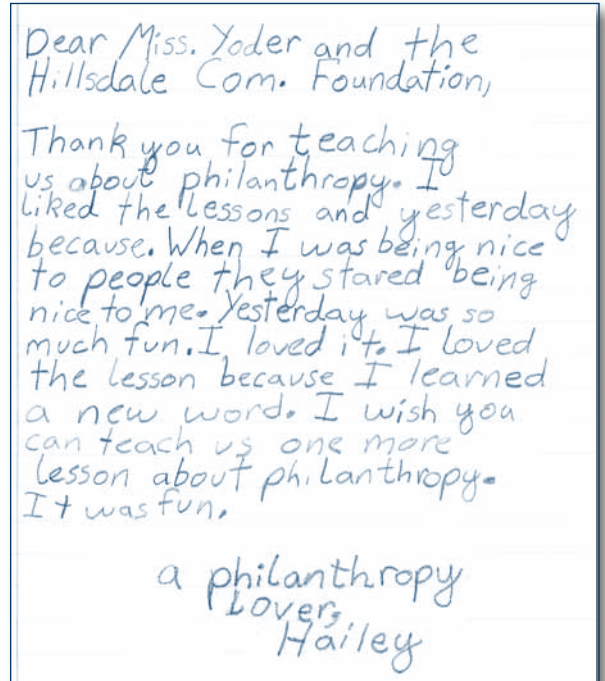 Dear Miss. Yoder and the
Hillsdale Com. Foundation,
Thank you for teaching
us about philanthropy. I
liked the lessons and yesterday
because. When I was being nice
to people they stared being
nice to me. Yesterday was so
much fun. I loved it. I loved
the lesson because I learned
a new word. I wish you
can teach us one more
lesson about philanthropy.
It was fun.
a philanthropy
Lover,
Hailey